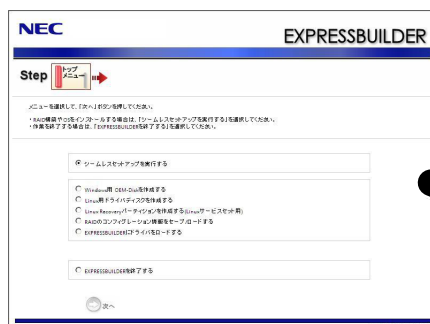 NEC
EXPRESSBUILDER
Step トップメニュー
メニューを選択して、「次へ」ボタンを押してください。
・RAID構築やOSをインストールする場合は、「シームレスセットアップを実行する」を選択してください。
・作業を終了する場合は、「EXPRESSBUILDERを終了する」を選択してください。
シームレスセットアップを実行する
Windows用 OEM-Diskを作成する
Linux用ドライバディスクを作成する
Linux Recoveryパーティションを作成する(Linuxサービスセット用)
RAIDのコンフィグレーション情報をセーブ/ロードする
EXPRESSBUILDERにドライバをロードする
EXPRESSBUILDERを終了する
次へ